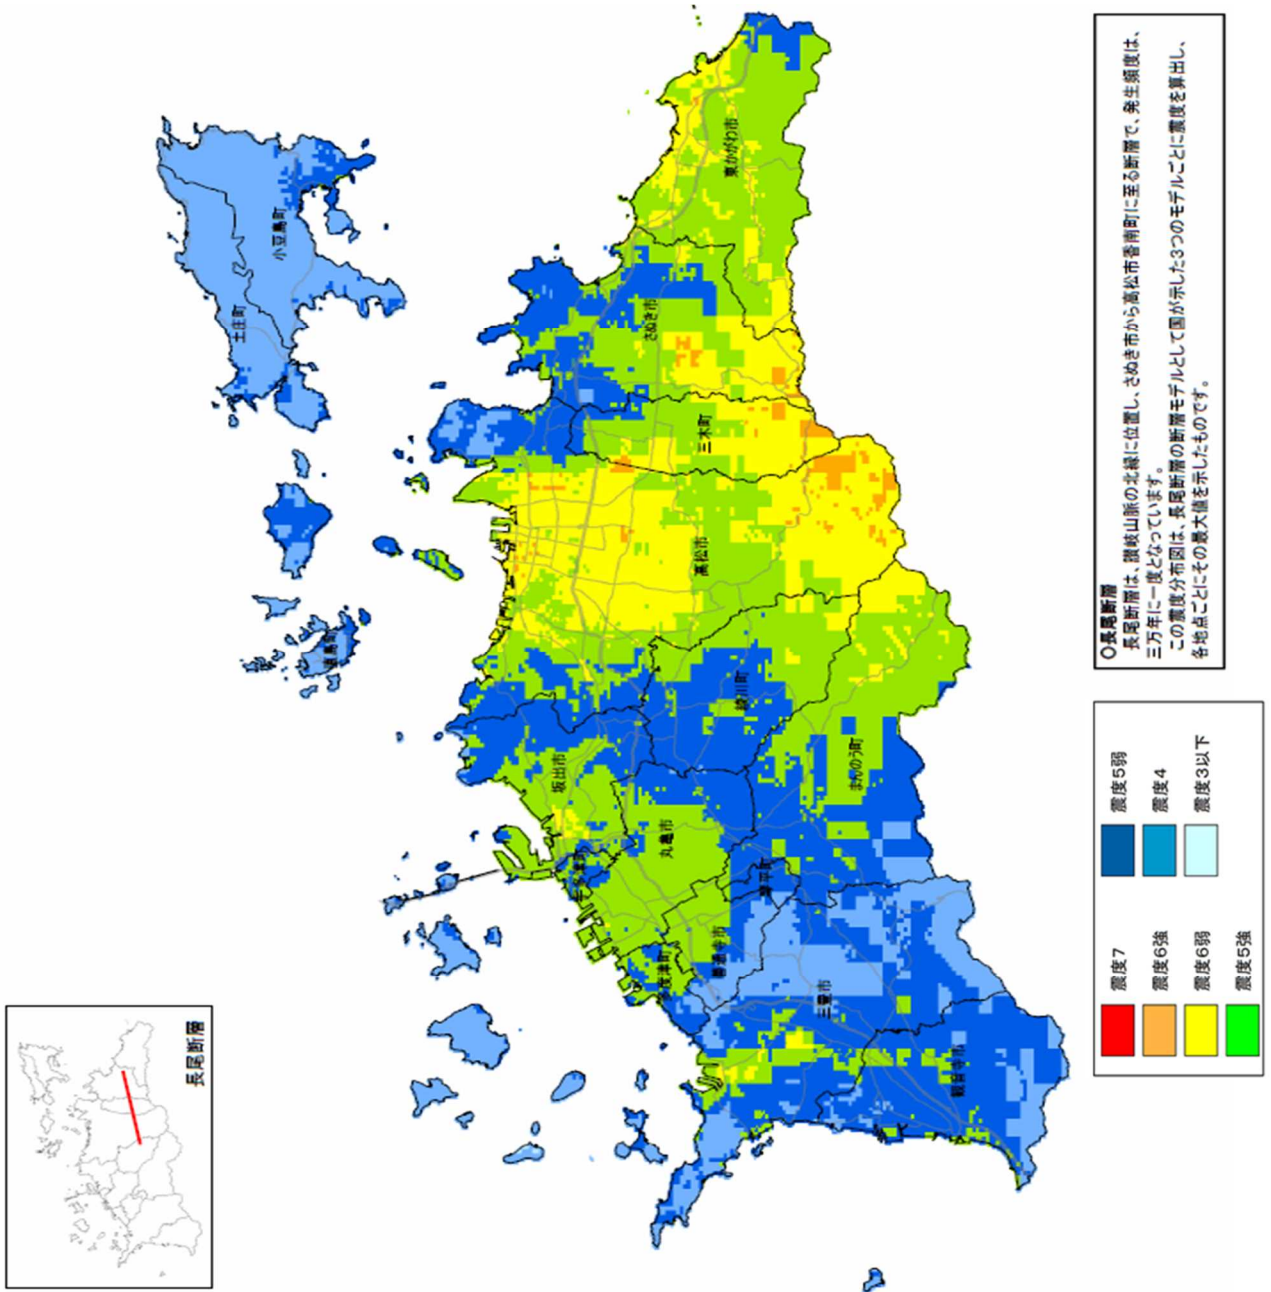 長尾断層
小豆島町
土庄町
直島町
東かがわ市
さぬき市
三木町
高松市
綾川町
坂出市
まんのう町
丸亀市
宇多津町
琴平町
善通寺市
多度津町
三豊市
観音寺市
震度7
震度6強
震度6弱
震度5強
震度5弱
震度4
震度3以下
○長尾断層
長尾断層は、讃岐山脈の北縁に位置し、さぬき市から高松市香南町に至る断層で、発生頻度は、
三万年に一度となっています。
この震度分布図は、長尾断層の断層モデルとして国が示した3つのモデルごとに震度を算出し、
各地点ごとにその最大値を示したものです。